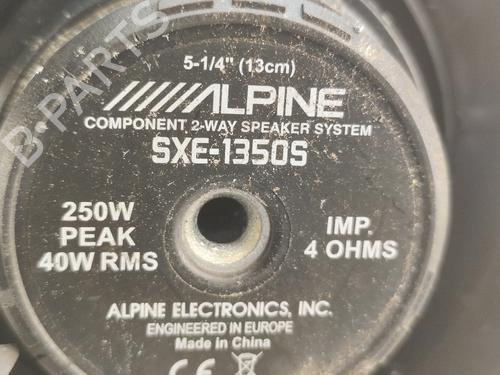 5-1/4" (13cm)
ALPINE
COMPONENT 2-WAY SPEAKER SYSTEM
SXE-1350S
250W
PEAK
40W RMS
IMP.
4 OHMS
ALPINE ELECTRONICS, INC.
ENGINEERED IN EUROPE
Made in China
CE
B-PARTS